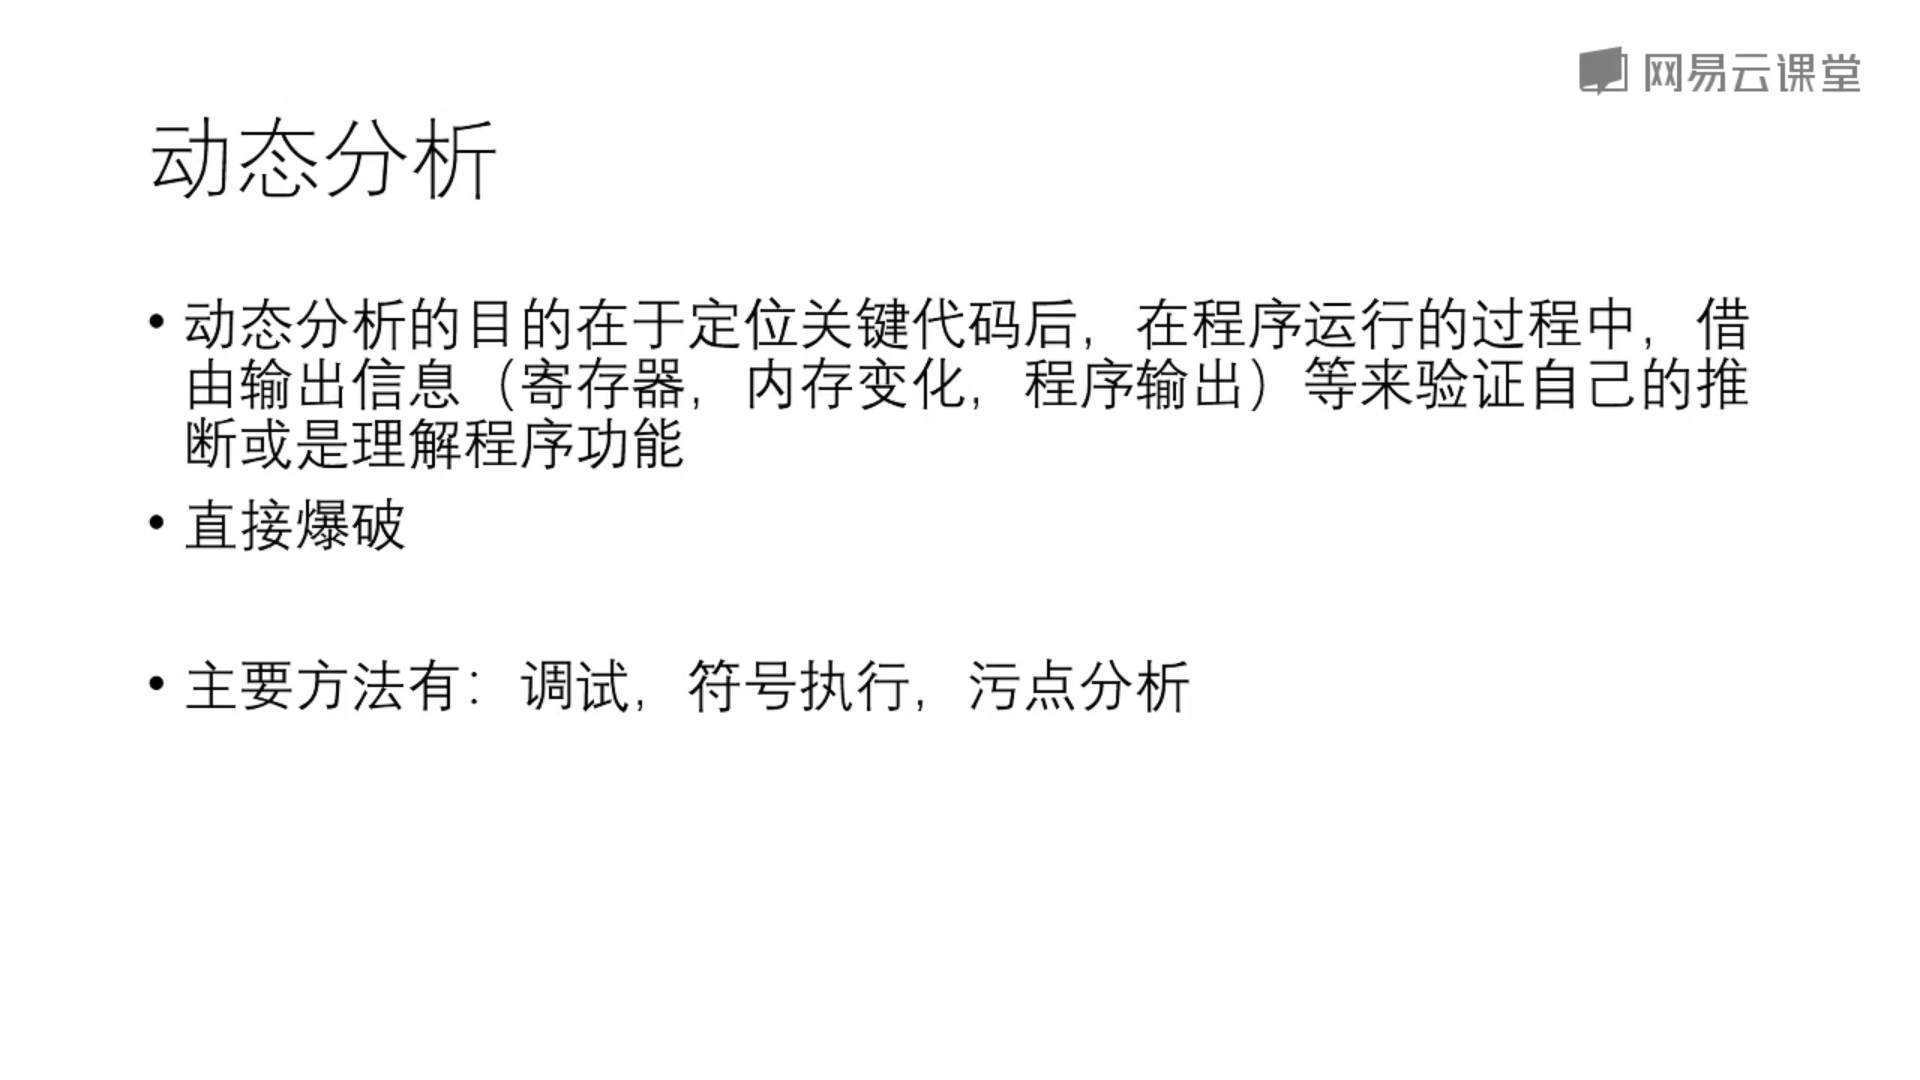 网易云课堂
动态分析
• 动态分析的目的在于定位关键代码后，在程序运行的过程中，借
由输出信息（寄存器，内存变化，程序输出）等来验证自己的推
断或是理解程序功能
• 直接爆破
• 主要方法有：调试，符号执行，污点分析